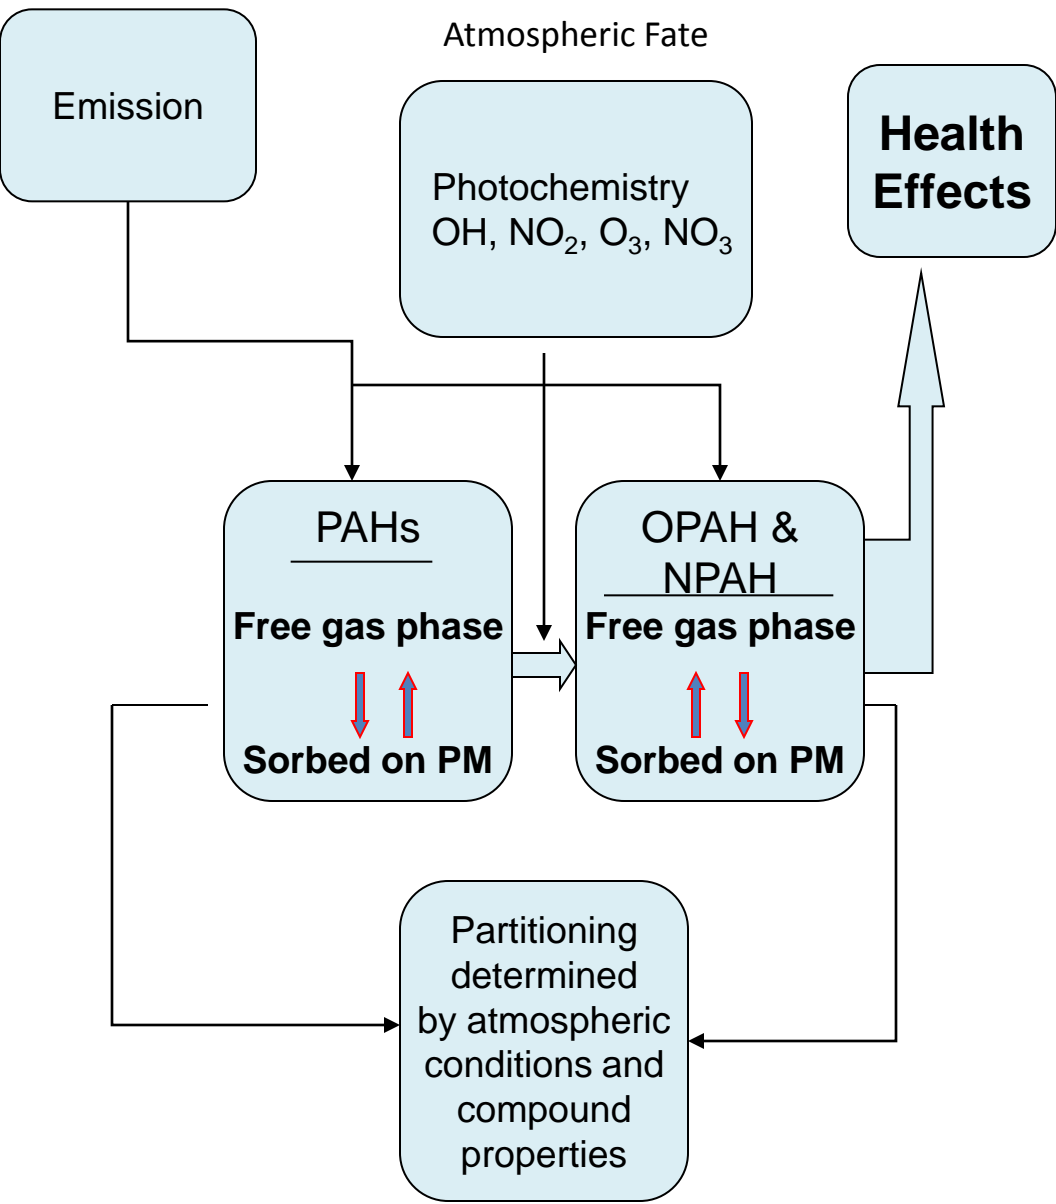 Atmospheric Fate
Emission
Photochemistry
OH, NO₂, O₃, NO₃
Health
Effects
PAHs
Free gas phase
Sorbed on PM
OPAH &
NPAH
Free gas phase
Sorbed on PM
Partitioning
determined
by atmospheric
conditions and
compound
properties